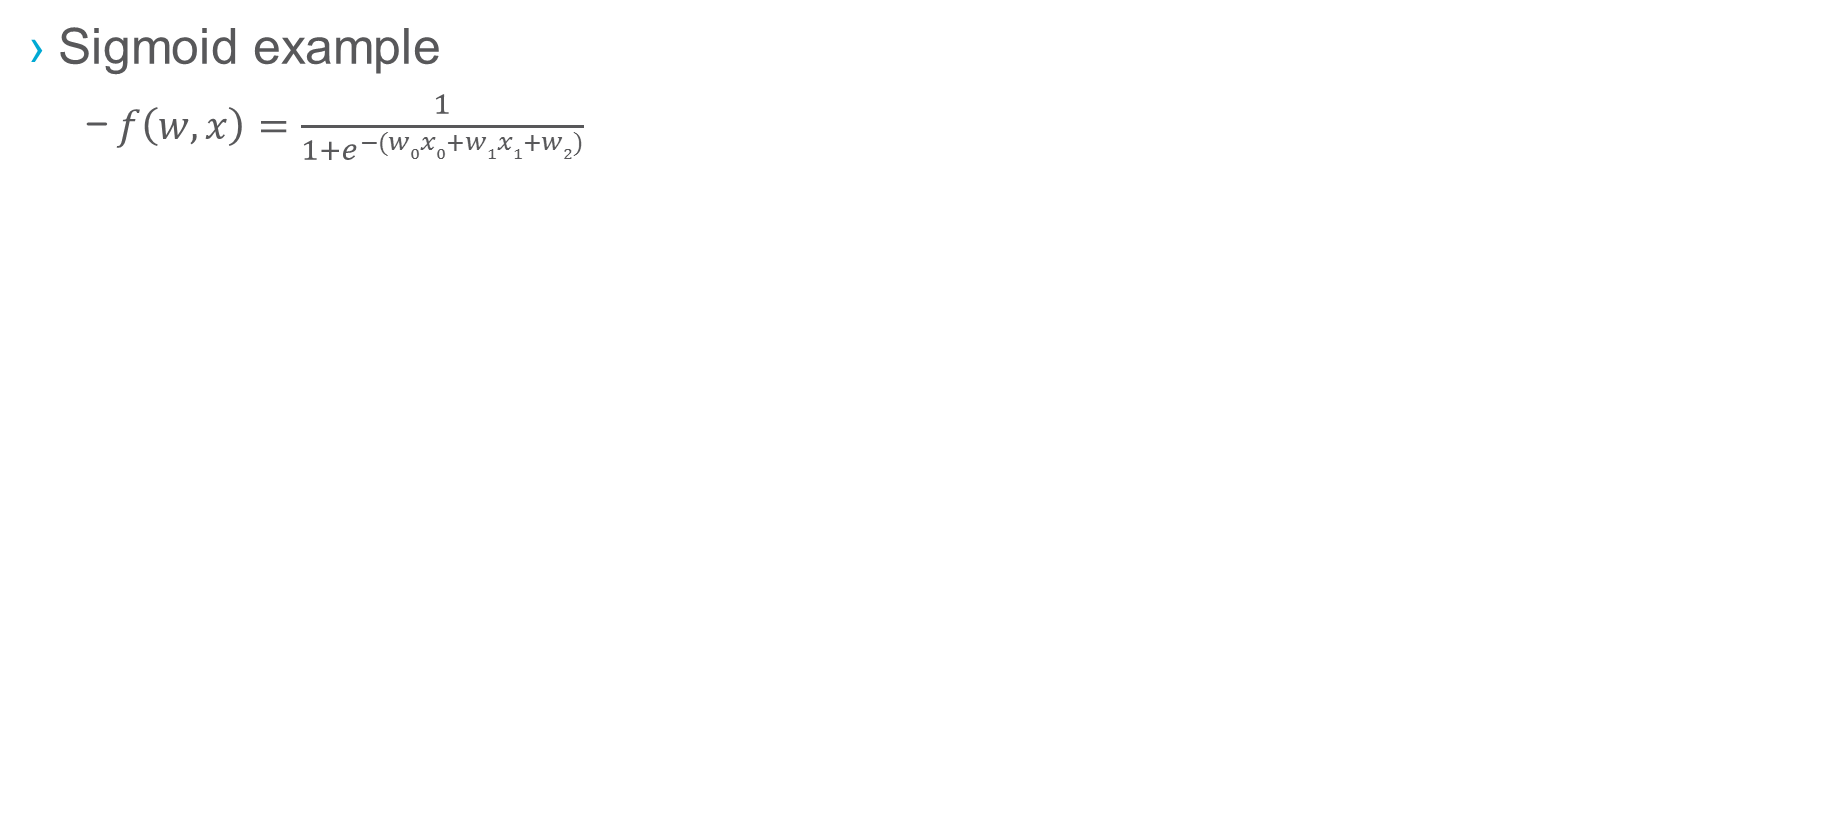 › Sigmoid example
− f(w, x) = 1 / (1+e^−(w₀x₀+w₁x₁+w₂))